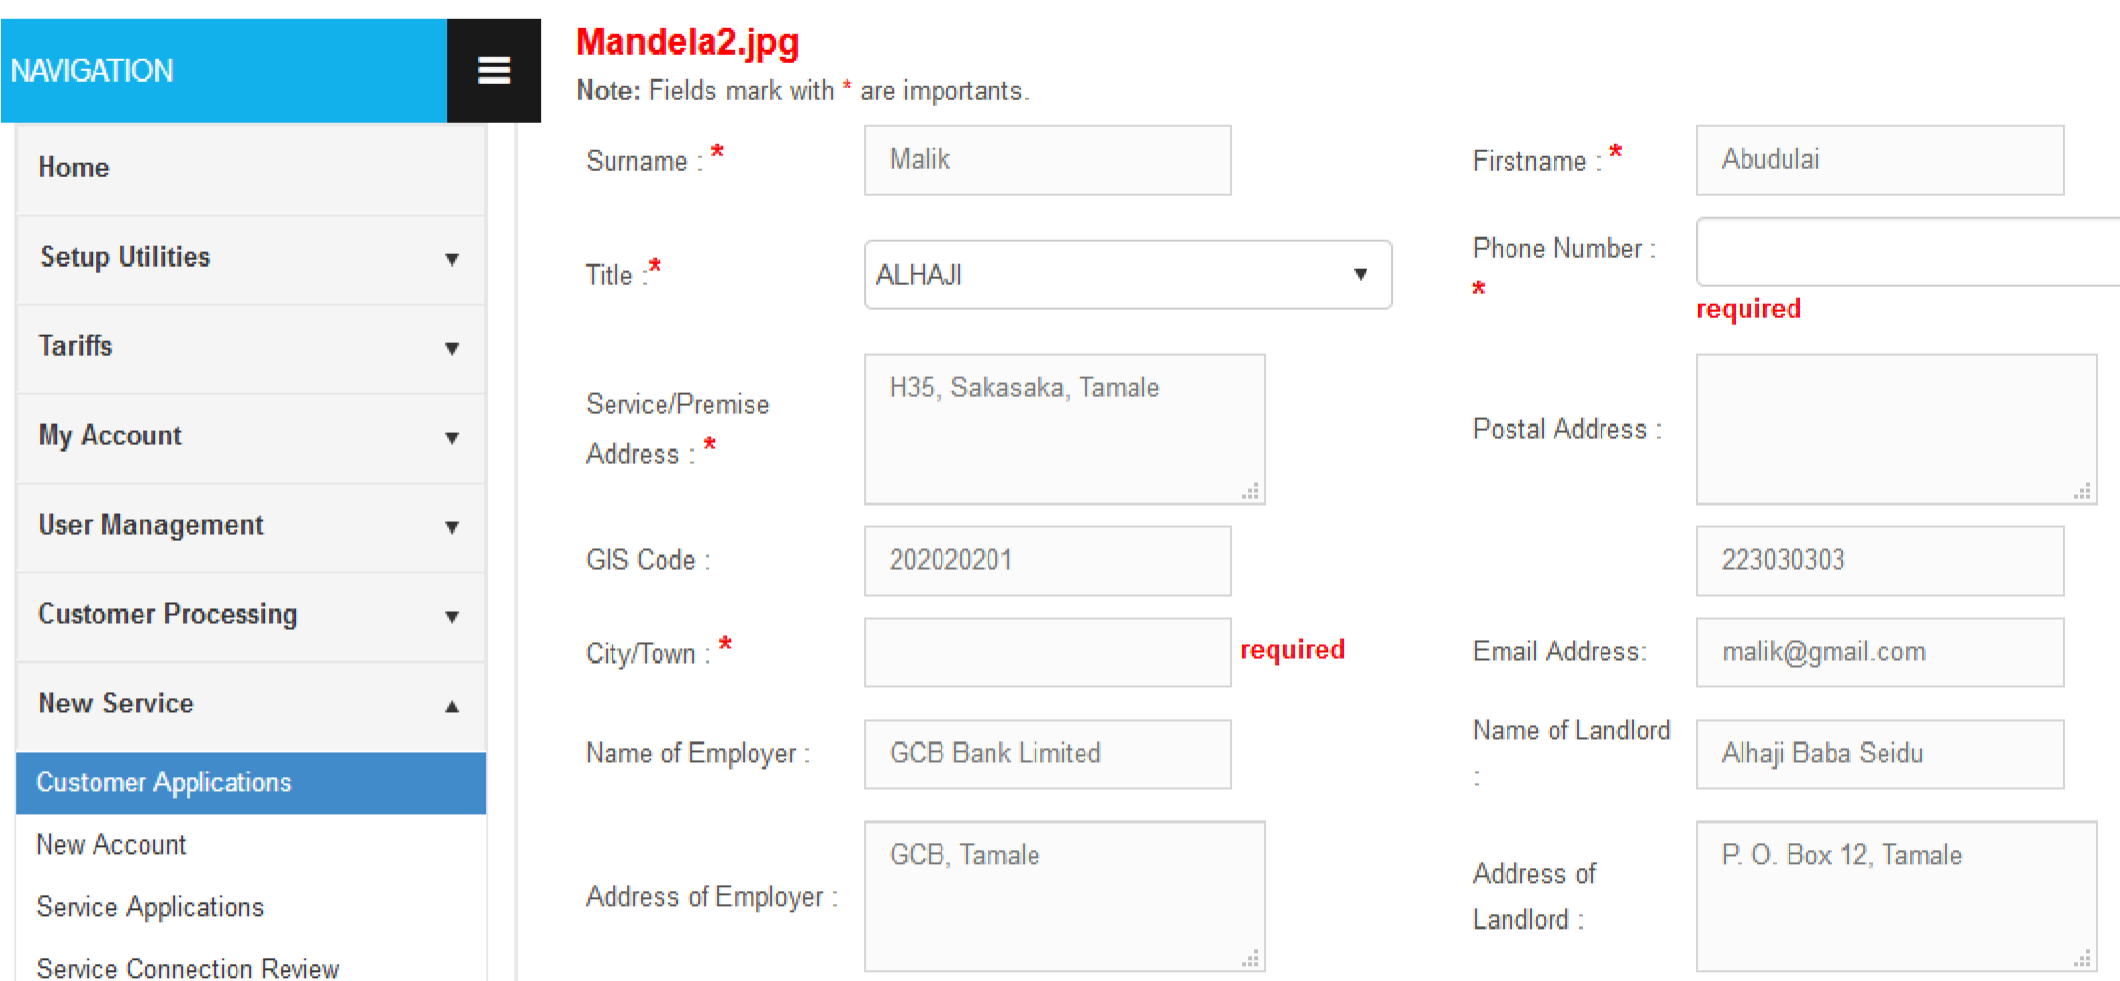 NAVIGATION
Home
Setup Utilities
Tariffs
My Account
User Management
Customer Processing
New Service
Customer Applications
New Account
Service Applications
Service Connection Review
Mandela2.jpg
Note: Fields mark with * are importants.
Surname : *
Malik
Firstname : *
Abudulai
Title :*
ALHAJI
Phone Number :
*
required
Service/Premise
Address : *
H35, Sakasaka, Tamale
Postal Address :
GIS Code :
202020201
223030303
City/Town : *
required
Email Address:
malik@gmail.com
Name of Employer :
GCB Bank Limited
Name of Landlord
:
Alhaji Baba Seidu
Address of Employer :
GCB, Tamale
Address of
Landlord :
P. O. Box 12, Tamale